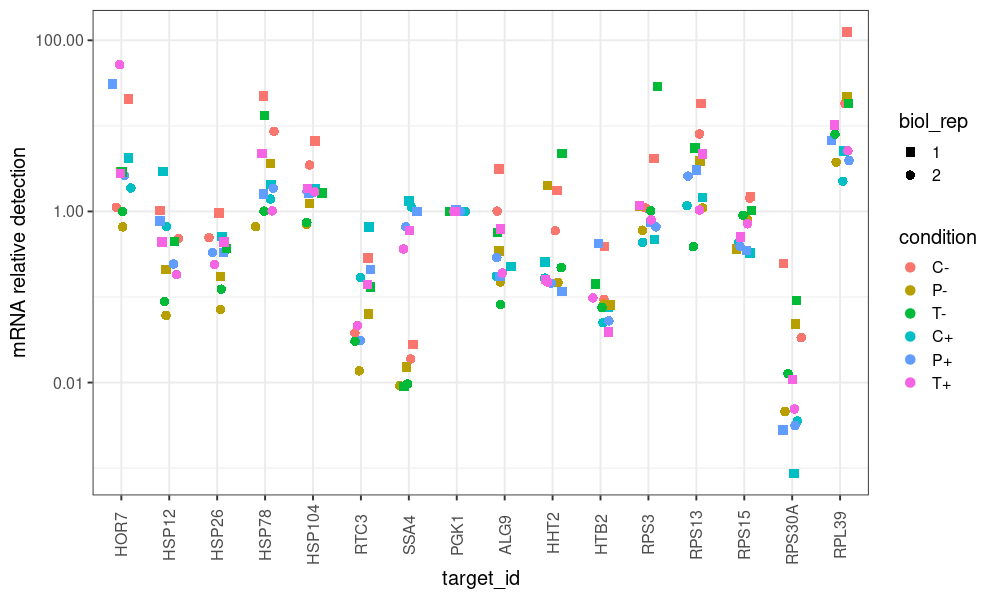 mRNA relative detection
100.00
1.00
0.01
HOR7
HSP12
HSP26
HSP78
HSP104
RTC3
SSA4
PGK1
ALG9
HHT2
HTB2
RPS3
RPS13
RPS15
RPS30A
RPL39
target_id
biol_rep
1
2
condition
C-
P-
T-
C+
P+
T+